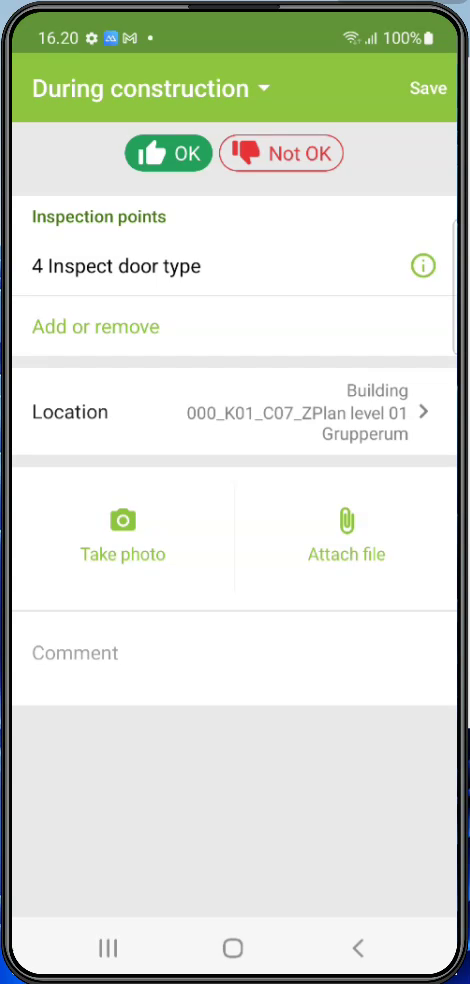 16.20 100%
During construction Save
OK Not OK
Inspection points
4 Inspect door type
Add or remove
Building
Location 000_K01_C07_ZPlan level 01
Grupperum
Take photo Attach file
Comment